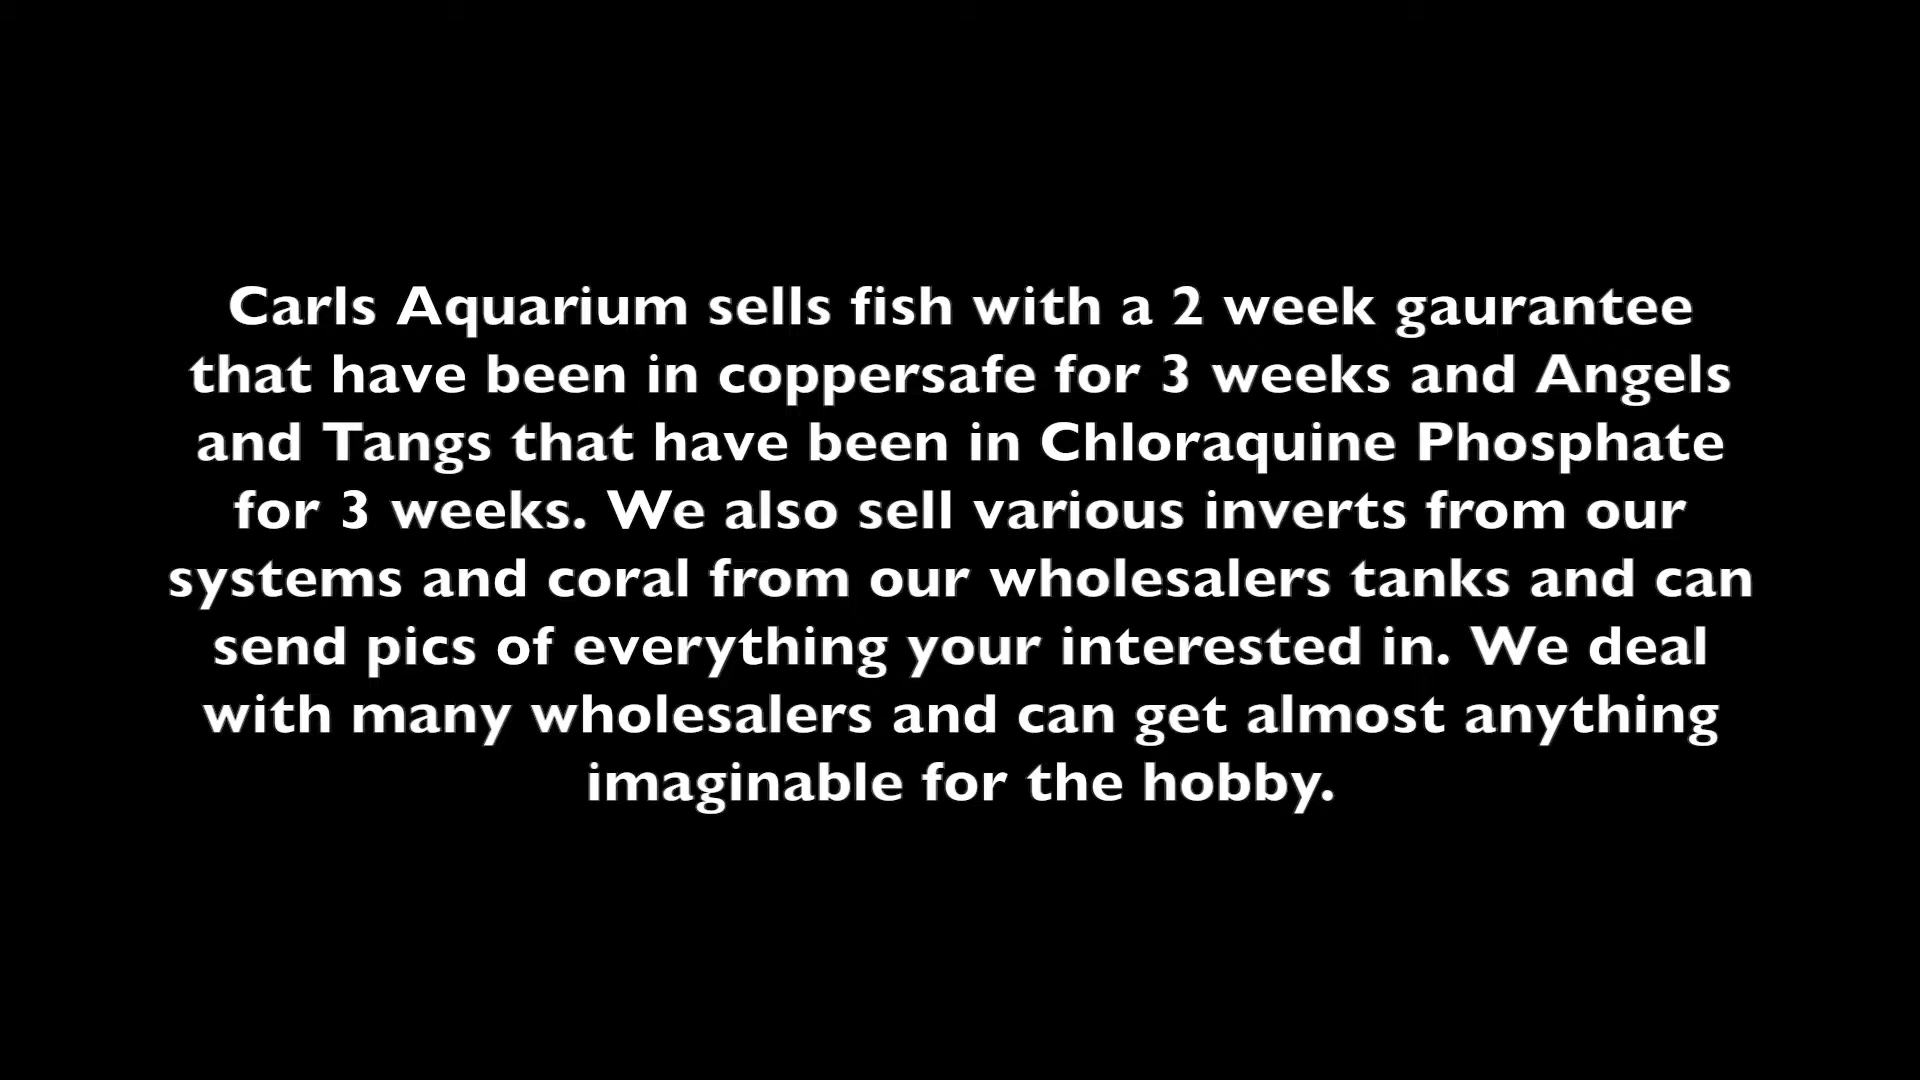 Carls Aquarium sells fish with a 2 week gaurantee
that have been in coppersafe for 3 weeks and Angels
and Tangs that have been in Chloraquine Phosphate
for 3 weeks. We also sell various inverts from our
systems and coral from our wholesalers tanks and can
send pics of everything your interested in. We deal
with many wholesalers and can get almost anything
imaginable for the hobby.